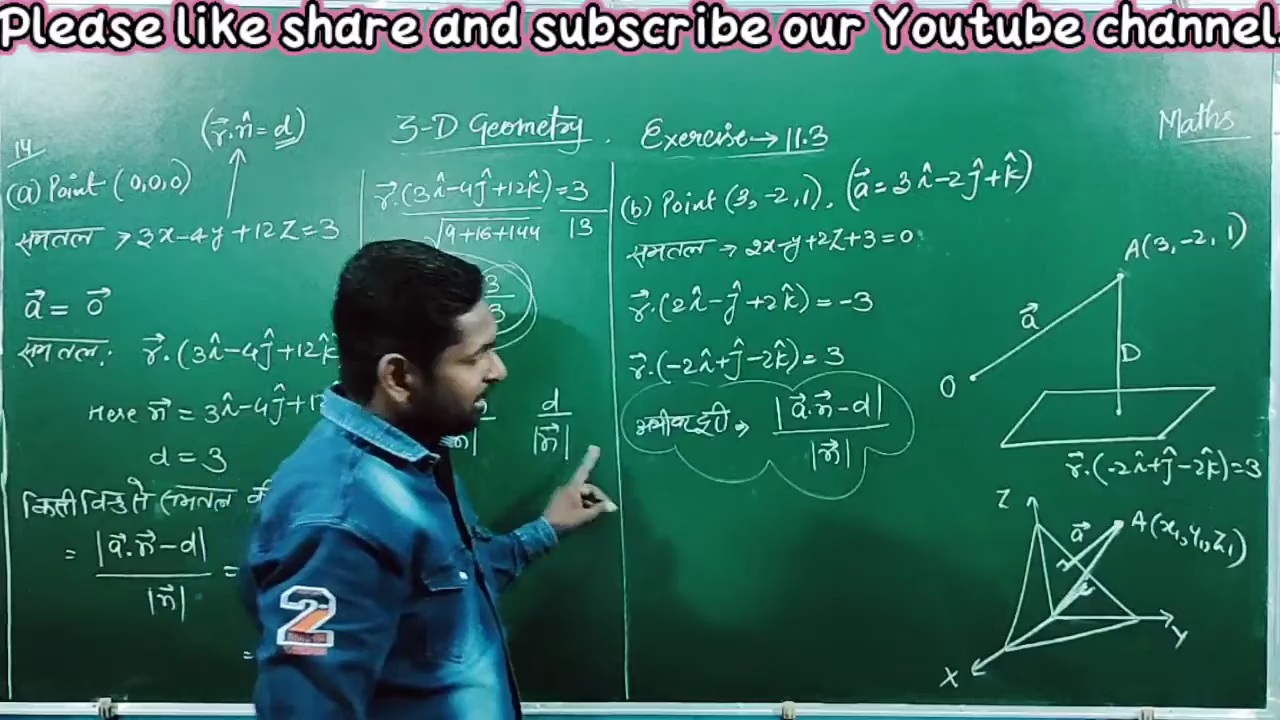 Please like share and subscribe our Youtube channel.
3-D Geometry. Exercise→11.3
Maths
14
(r⃗.n̂=d)
(a) Point (0,0,0)
समतल → 3x-4y+12Z=3
a⃗ = 0⃗
समतल: r⃗.(3î-4ĵ+12k̂)
Here n⃗ = 3î-4ĵ+12
d = 3
समतल
= |a⃗.n⃗-d| / |n⃗| =
=
r⃗.(3î-4ĵ+12k̂) / √9+16+144 = 3 / 13
d / |n⃗|
(b) Point (3,-2,1), (a⃗ = 3î-2ĵ+k̂)
समतल → 2x-y+2Z+3=0
r⃗.(2î-ĵ+2k̂) = -3
r⃗.(-2î+ĵ-2k̂) = 3
⇒ |a⃗.n⃗-d| / |n⃗|
A(3,-2,1)
a⃗
D
O
r⃗.(-2î+ĵ-2k̂)=3
Z
a⃗
A(x₁,y₁,z₁)
Y
X
2